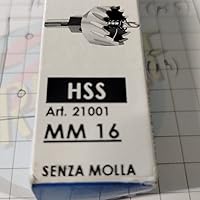 HSS
Art. 21001
MM 16
SENZA MOLLA